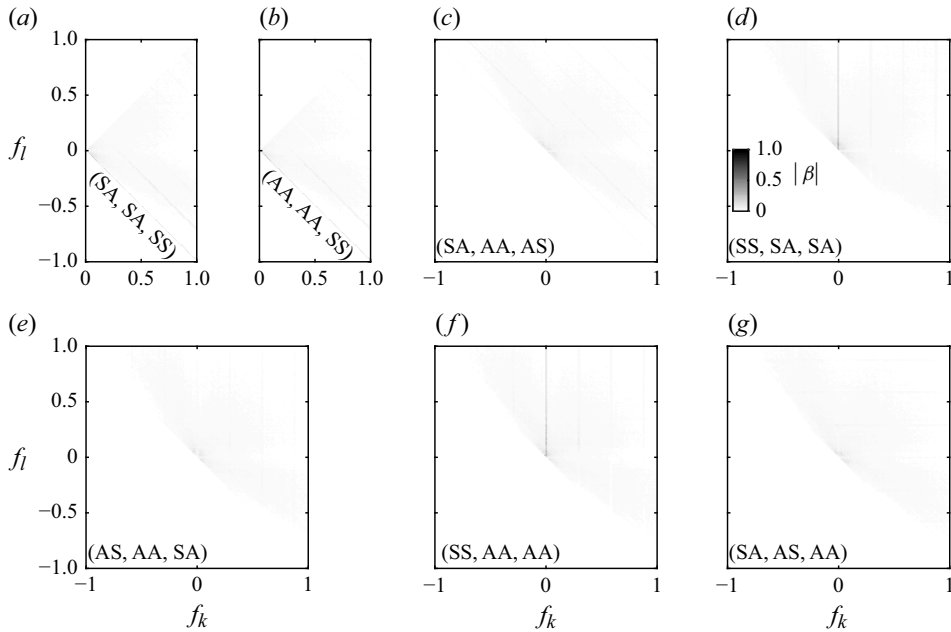 (a) (b) (c) (d)
1.0
0.5
f_l 0
−0.5
−1.0
(SA, SA, SS)
(AA, AA, SS)
(SA, AA, AS)
(SS, SA, SA)
1.0
0.5 | β |
0
0 0.5 1.0 0 0.5 1.0 −1 0 1 −1 0 1
(e) (f) (g)
1.0
0.5
f_l 0
−0.5
−1.0
(AS, AA, SA) (SS, AA, AA) (SA, AS, AA)
−1 0 1 −1 0 1 −1 0 1
f_k f_k f_k